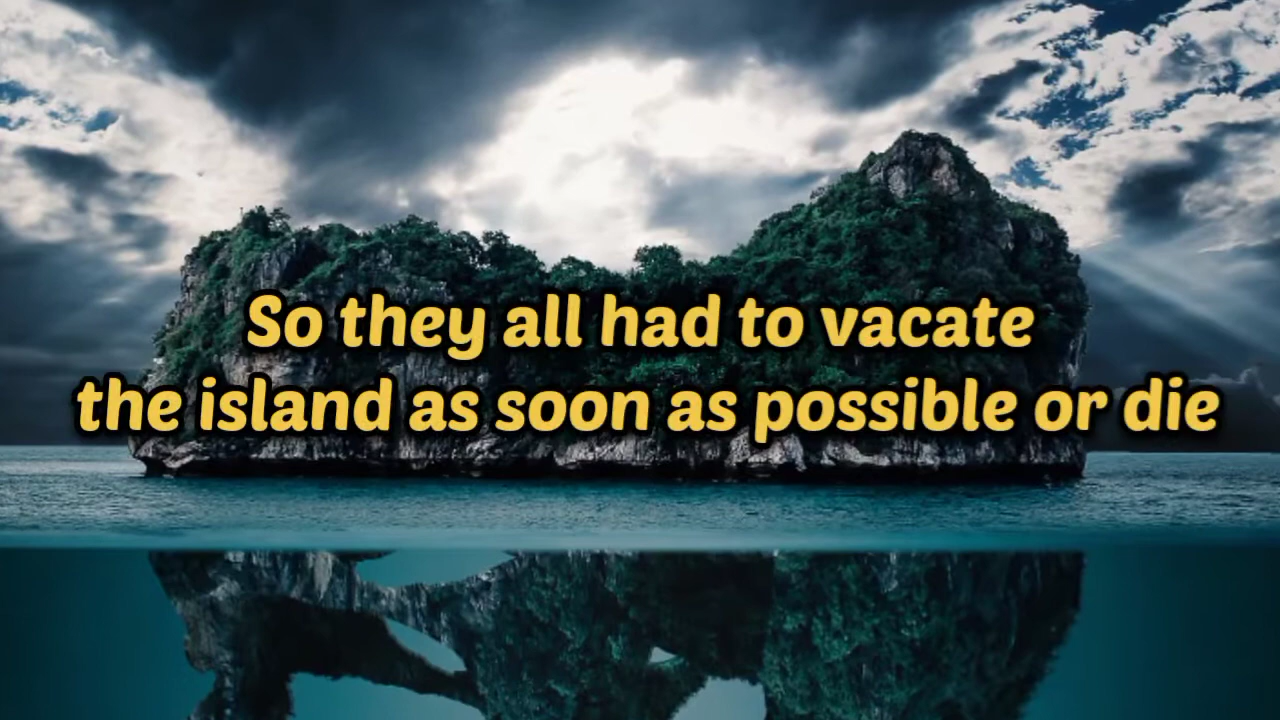 So they all had to vacate
the island as soon as possible or die